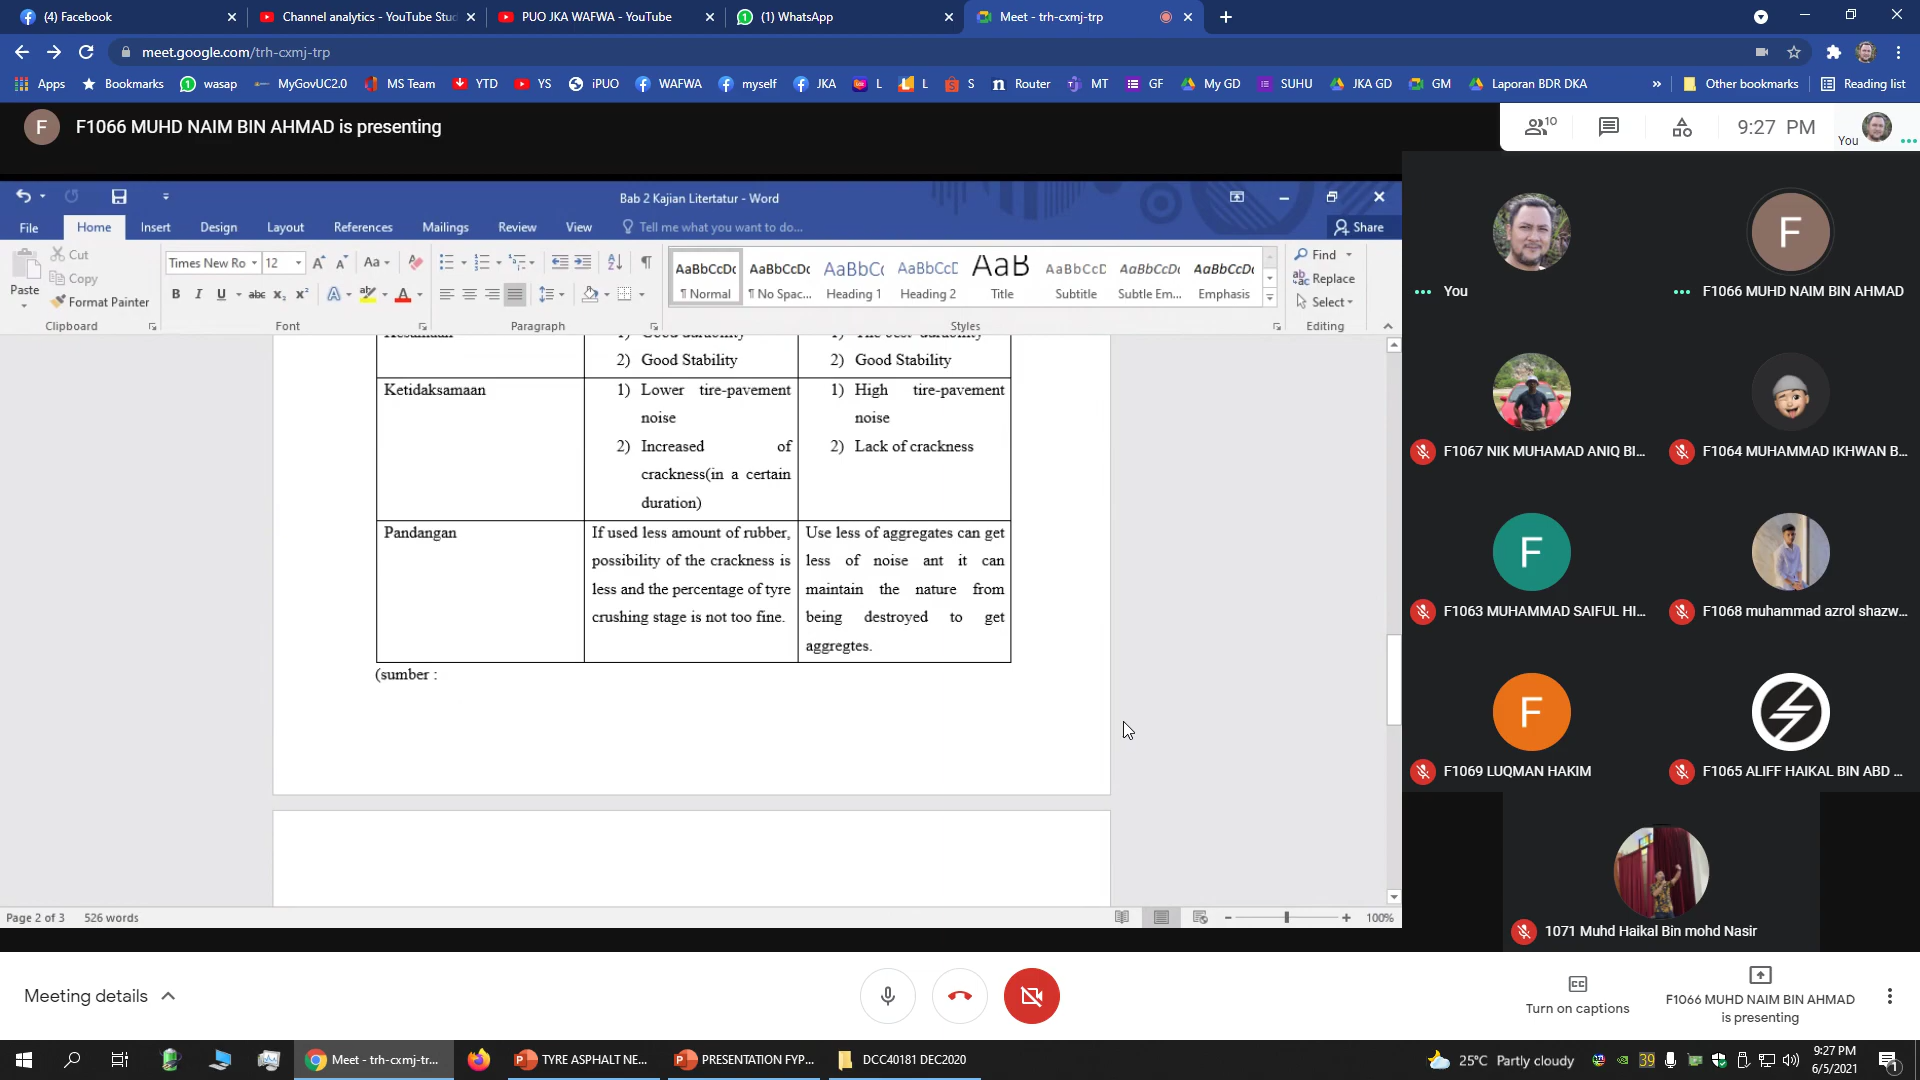 (4) Facebook
Channel analytics - YouTube Stud
PUO JKA WAFWA - YouTube
(1) WhatsApp
Meet - trh-cxmj-trp
meet.google.com/trh-cxmj-trp
Apps Bookmarks wasap MyGovUC2.0 MS Team YTD YS iPUO WAFWA myself JKA L L S Router MT GF My GD SUHU JKA GD GM Laporan BDR DKA » Other bookmarks Reading list
F F1066 MUHD NAIM BIN AHMAD is presenting
10
9:27 PM
You
Bab 2 Kajian Litertatur - Word
File Home Insert Design Layout References Mailings Review View Tell me what you want to do... Share
Paste
Cut
Copy
Format Painter
Clipboard
Times New Ro 12
Font
Paragraph
AaBbCcDc ¶ Normal
AaBbCcDc ¶ No Spac...
AaBbCc Heading 1
AaBbCcD Heading 2
AaB Title
AaBbCcD Subtitle
AaBbCcD Subtle Em...
AaBbCcD Emphasis
Styles
Find
Replace
Select
Editing
Kesamaan
1) Good durability
2) Good Stability
1) The best durability
2) Good Stability
Ketidaksamaan
1) Lower tire-pavement
noise
2) Increased of
crackness(in a certain
duration)
1) High tire-pavement
noise
2) Lack of crackness
Pandangan
If used less amount of rubber,
possibility of the crackness is
less and the percentage of tyre
crushing stage is not too fine.
Use less of aggregates can get
less of noise ant it can
maintain the nature from
being destroyed to get
aggregtes.
(sumber :
Page 2 of 3 526 words
100%
You
F
F1066 MUHD NAIM BIN AHMAD
F1067 NIK MUHAMAD ANIQ BI...
F1064 MUHAMMAD IKHWAN B...
F
F1063 MUHAMMAD SAIFUL HI...
F1068 muhammad azrol shazw...
F
F1069 LUQMAN HAKIM
F1065 ALIFF HAIKAL BIN ABD ...
1071 Muhd Haikal Bin mohd Nasir
Meeting details
Turn on captions
F1066 MUHD NAIM BIN AHMAD
is presenting
Meet - trh-cxmj-tr...
TYRE ASPHALT NE...
PRESENTATION FYP...
DCC40181 DEC2020
25°C Partly cloudy
39
9:27 PM
6/5/2021
1